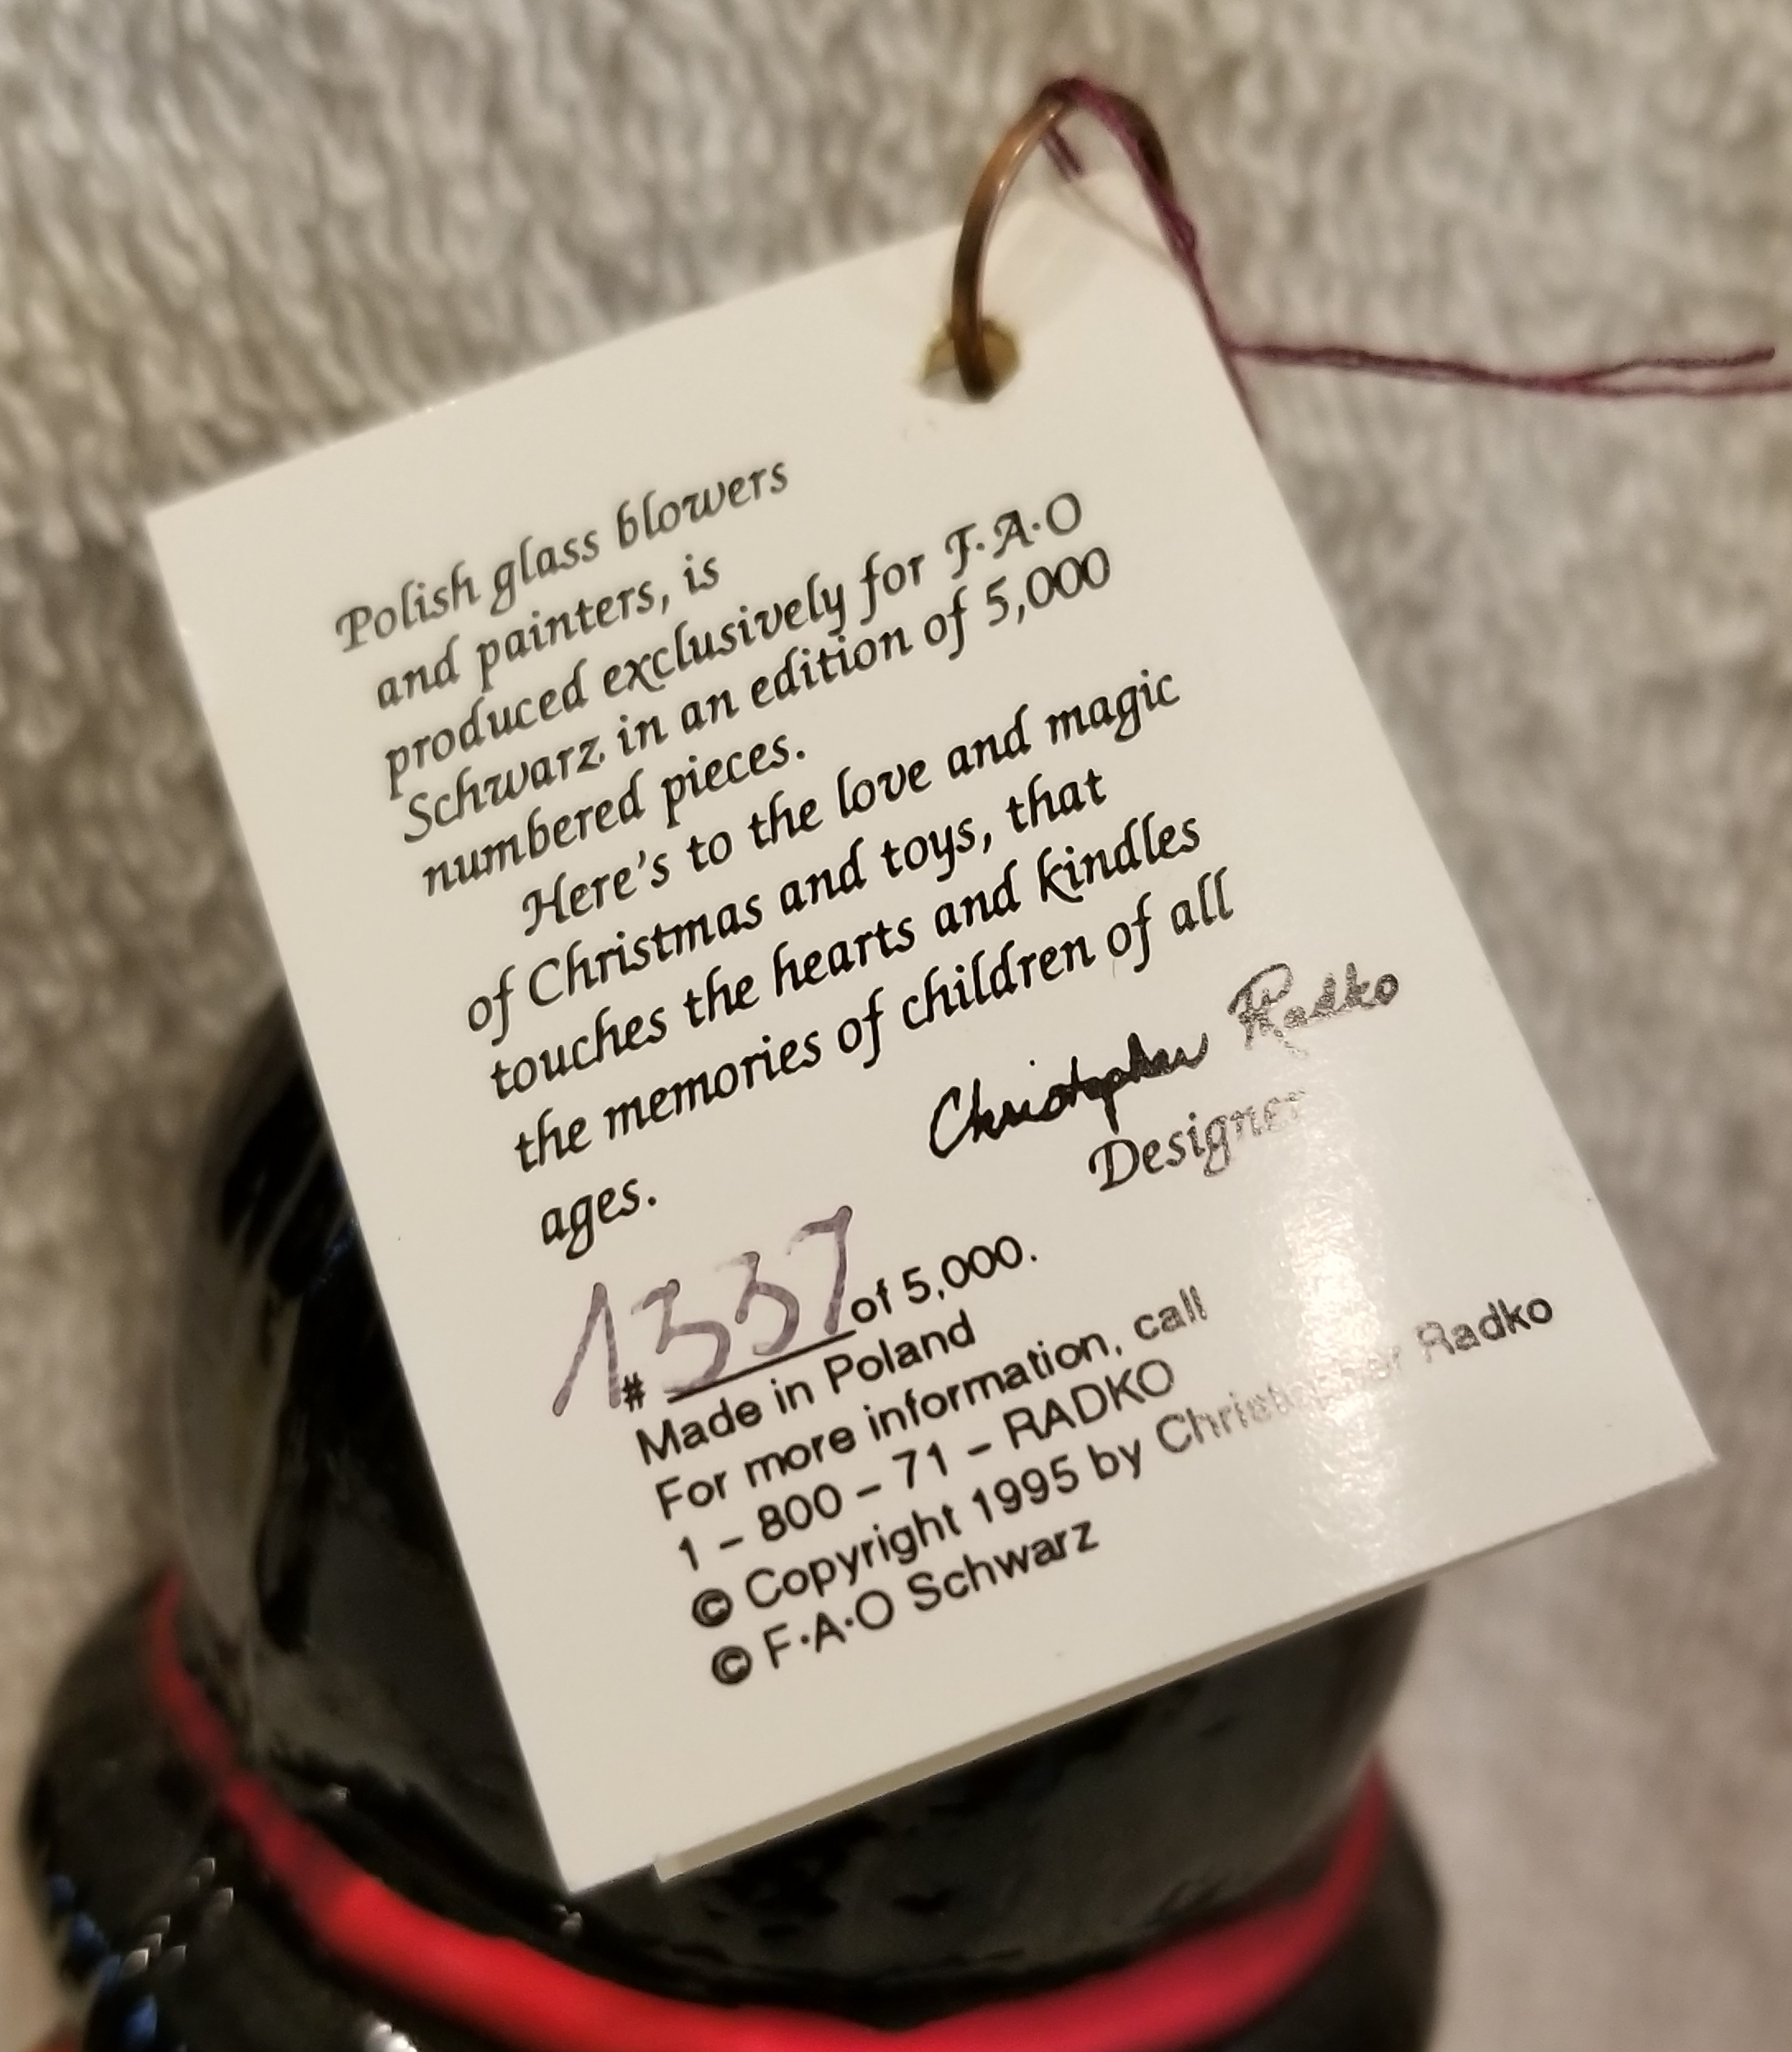 Polish glass blowers
and painters, is
produced exclusively for F·A·O
Schwarz in an edition of 5,000
numbered pieces.
Here's to the love and magic
of Christmas and toys, that
touches the hearts and kindles
the memories of children of all
ages.
Christopher Radko
Designer
#1337 of 5,000.
Made in Poland
For more information, call
1 – 800 – 71 – RADKO
© Copyright 1995 by Christopher Radko
© F·A·O Schwarz